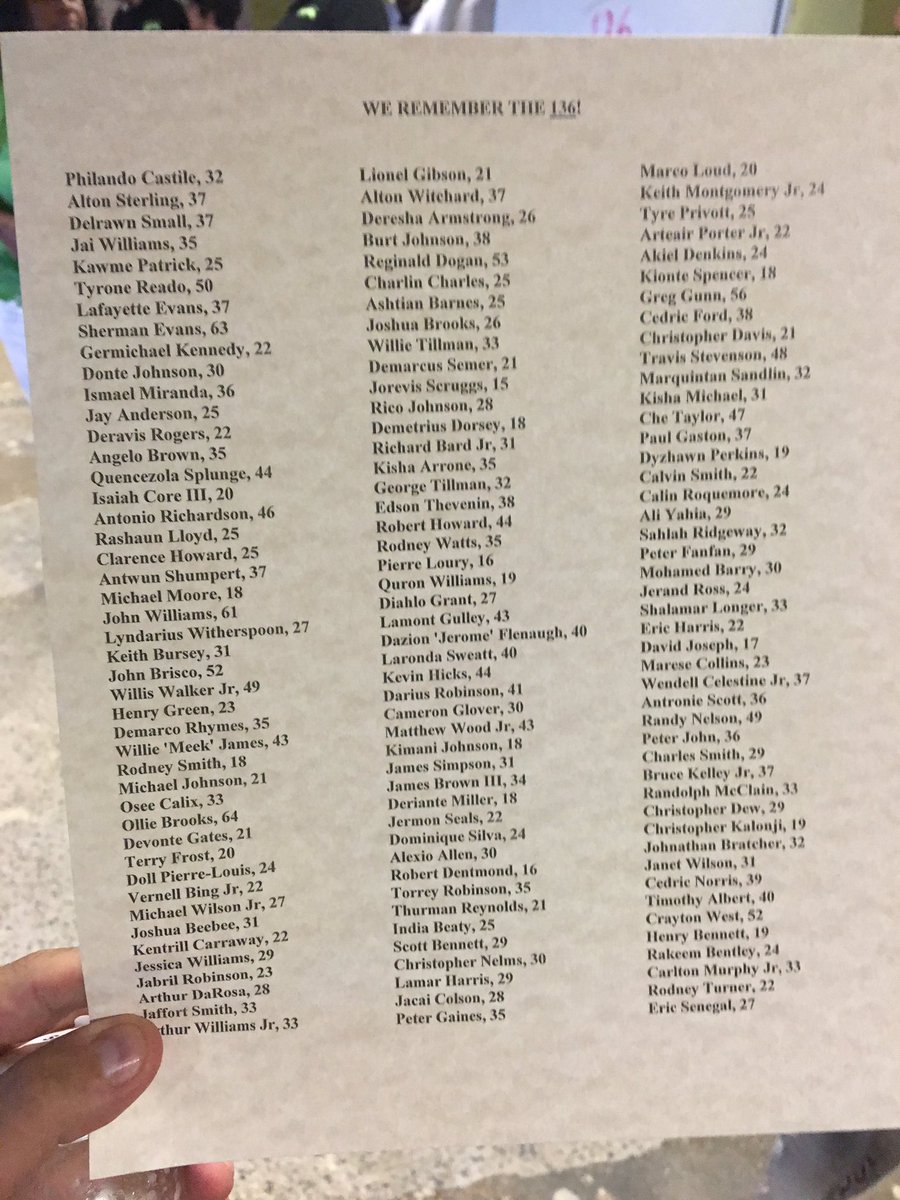 136
WE REMEMBER THE 136!
Philando Castile, 32
Alton Sterling, 37
Delrawn Small, 37
Jai Williams, 35
Kawme Patrick, 25
Tyrone Reado, 50
Lafayette Evans, 37
Sherman Evans, 63
Germichael Kennedy, 22
Donte Johnson, 30
Ismael Miranda, 36
Jay Anderson, 25
Deravis Rogers, 22
Angelo Brown, 35
Quencezola Splunge, 44
Isaiah Core III, 20
Antonio Richardson, 46
Rashaun Lloyd, 25
Clarence Howard, 25
Antwun Shumpert, 37
Michael Moore, 18
John Williams, 61
Lyndarius Witherspoon, 27
Keith Bursey, 31
John Brisco, 52
Willis Walker Jr, 49
Henry Green, 23
Demarco Rhymes, 35
Willie 'Meek' James, 43
Rodney Smith, 18
Michael Johnson, 21
Osee Calix, 33
Ollie Brooks, 64
Devonte Gates, 21
Terry Frost, 20
Doll Pierre-Louis, 24
Vernell Bing Jr, 22
Michael Wilson Jr, 27
Joshua Beebee, 31
Kentrill Carraway, 22
Jessica Williams, 29
Jabril Robinson, 23
Arthur DaRosa, 28
Jaffort Smith, 33
thur Williams Jr, 33
Lionel Gibson, 21
Alton Witchard, 37
Deresha Armstrong, 26
Burt Johnson, 38
Reginald Dogan, 53
Charlin Charles, 25
Ashtian Barnes, 25
Joshua Brooks, 26
Willie Tillman, 33
Demarcus Semer, 21
Jorevis Scruggs, 15
Rico Johnson, 28
Demetrius Dorsey, 18
Richard Bard Jr, 31
Kisha Arrone, 35
George Tillman, 32
Edson Thevenin, 38
Robert Howard, 44
Rodney Watts, 35
Pierre Loury, 16
Quron Williams, 19
Diahlo Grant, 27
Lamont Gulley, 43
Dazion 'Jerome' Flenaugh, 40
Laronda Sweatt, 40
Kevin Hicks, 44
Darius Robinson, 41
Cameron Glover, 30
Matthew Wood Jr, 43
Kimani Johnson, 18
James Simpson, 31
James Brown III, 34
Deriante Miller, 18
Jermon Seals, 22
Dominique Silva, 24
Alexio Allen, 30
Robert Dentmond, 16
Torrey Robinson, 35
Thurman Reynolds, 21
India Beaty, 25
Scott Bennett, 29
Christopher Nelms, 30
Lamar Harris, 29
Jacai Colson, 28
Peter Gaines, 35
Marco Loud, 20
Keith Montgomery Jr, 24
Tyre Privott, 25
Arteair Porter Jr, 22
Akiel Denkins, 24
Kionte Spencer, 18
Greg Gunn, 56
Cedric Ford, 38
Christopher Davis, 21
Travis Stevenson, 48
Marquintan Sandlin, 32
Kisha Michael, 31
Che Taylor, 47
Paul Gaston, 37
Dyzhawn Perkins, 19
Calvin Smith, 22
Calin Roquemore, 24
Ali Yahia, 29
Sahlah Ridgeway, 32
Peter Fanfan, 29
Mohamed Barry, 30
Jerand Ross, 24
Shalamar Longer, 33
Eric Harris, 22
David Joseph, 17
Marese Collins, 23
Wendell Celestine Jr, 37
Antronie Scott, 36
Randy Nelson, 49
Peter John, 36
Charles Smith, 29
Bruce Kelley Jr, 37
Randolph McClain, 33
Christopher Dew, 29
Christopher Kalonji, 19
Johnathan Bratcher, 32
Janet Wilson, 31
Cedric Norris, 39
Timothy Albert, 40
Crayton West, 52
Henry Bennett, 19
Rakeem Bentley, 24
Carlton Murphy Jr, 33
Rodney Turner, 22
Eric Senegal, 27